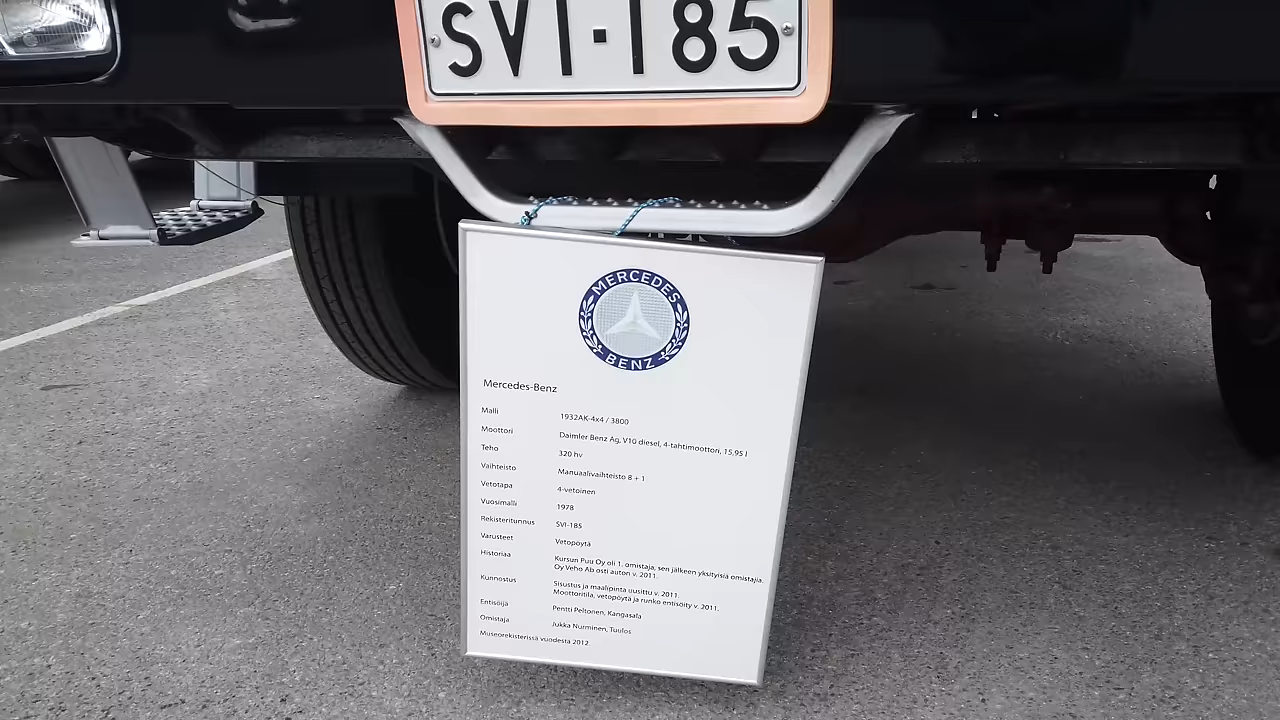 SVI-185
MERCEDES
BENZ
Mercedes-Benz
Malli 1932AK-4x4 / 3800
Moottori Daimler Benz Ag, V10 diesel, 4-tahtimoottori, 15,95 l
Teho 320 hv
Vaihteisto Manuaalivaihteisto 8 + 1
Vetotapa 4-vetoinen
Vuosimalli 1978
Rekisteritunnus SVI-185
Varusteet Vetopöytä
Historiaa Kursun Puu Oy oli 1. omistaja, sen jälkeen yksityisiä omistajia.
Oy Veho Ab osti auton v. 2011.
Kunnostus Sisustus ja maalipinta uusittu v. 2011.
Moottoritila, vetopöytä ja runko entisöity v. 2011.
Entisöijä Pentti Peltonen, Kangasala
Omistaja Jukka Nurminen, Tuulos
Museorekisterissä vuodesta 2012.